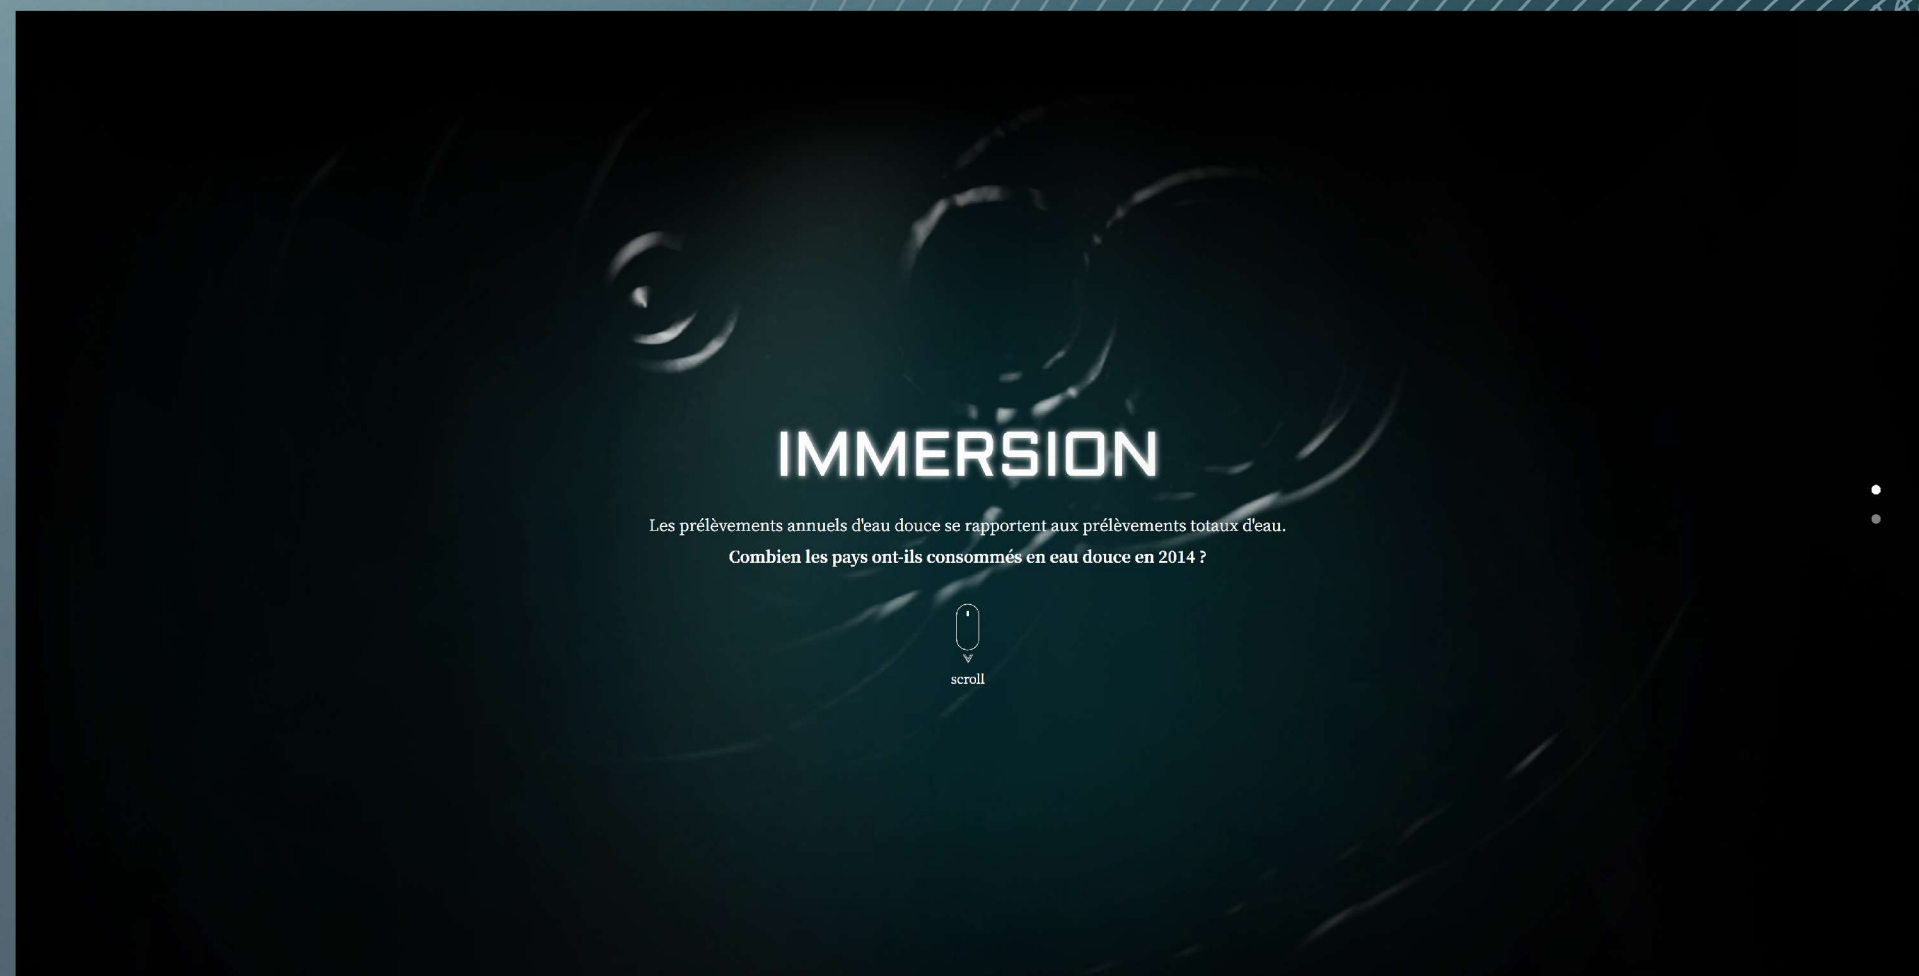 IMMERSION
Les prélèvements annuels d'eau douce se rapportent aux prélèvements totaux d'eau.
Combien les pays ont-ils consommés en eau douce en 2014 ?
scroll